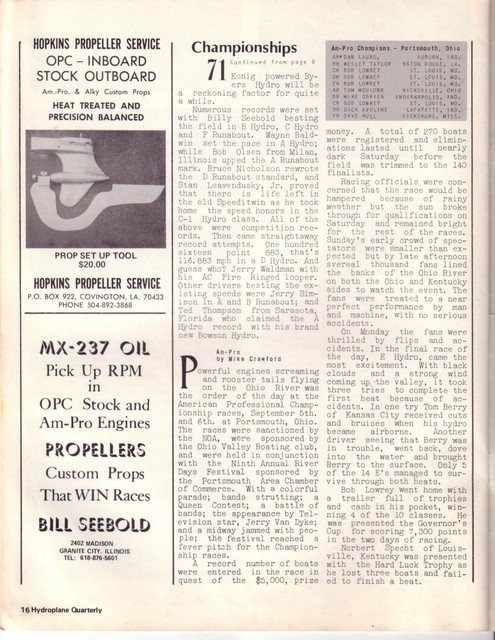 HOPKINS PROPELLER SERVICE
OPC - INBOARD
STOCK OUTBOARD
Am.-Pro. & Alky Custom Props
HEAT TREATED AND
PRECISION BALANCED
PROP SET UP TOOL
$20.00
HOPKINS PROPELLER SERVICE
P.O. BOX 922, COVINGTON, LA. 70433
PHONE 504-892-3868
MX-237 OIL
Pick Up RPM
in
OPC Stock and
Am-Pro Engines
PROPELLERS
Custom Props
That WIN Races
BILL SEEBOLD
2402 MADISON
GRANITE CITY, ILLINOIS
TEL: 618-876-5601
Championships
71 Continued from page 8
Konig powered By-
ers Hydro will be
a reckoning factor for quite
a while.
Numerous records were set
with Billy Seebold besting
the field in B Hydro, C Hydro
and F Runabout. Wayne Bald-
win set the pace in A Hydro;
while Bob Olsen from Milan,
Illinois upped the A Runabout
mark. Bruce Nicholson rewrote
the D Runabout standard, and
Stan Leavendusky, Jr. proved
that there is life left in
the old Speeditwin as he took
home the speed honors in the
C-1 Hydro class. All of the
above were competition rec-
ords. Then came straightaway
record attempts. One hundred
sixteen point 883, that's
116.883 mph in a D Hydro. And
guess who? Jerry Waldman with
his AC Fire Ringed looper.
Other drivers besting the ex-
isting speeds were Jerry Sim-
ison in A and B Runabout; and
Ted Thompson from Sarasota,
Florida who claimed the A
Hydro record with his brand
new Bowson Hydro.
Am-Pro
by Mike Crawford
Powerful engines screaming
and rooster tails flying
on the Ohio River was
the order of the day at the
American Professional Champ-
ionship races, September 5th.
and 6th. at Portsmouth, Ohio.
The races were sanctioned by
the NOA, were sponsored by
the Ohio Valley Boating club,
and were held in conjunction
with the Ninth Annual River
Days Festival sponsored by
the Portsmouth Area Chamber
of Commerce. With a colorful
parade; bands strutting; a
Queen Contest; a battle of
bands; the appearance by Tel-
evision star, Jerry Van Dyke;
and a midway jammed with peo-
ple; the festival reached a
fever pitch for the Champion-
ship races.
A record number of boats
were entered in the race in
quest of the $5,000, prize
Am-Pro Champions - Portsmouth, Ohio
AUBURN, IND.
BATON ROUGE, LA.
BOB LOWREY ST. LOUIS, MO.
BOB LOWREY ST. LOUIS, MO.
BOB LOWREY ST. LOUIS, MO.
TOM MOULDER
INDIANAPOLIS, IND.
BOB LOWREY ST. LOUIS, MO.
DICK AVELINE LAFAYETTE, IND.
DAVE HULL VICKSBURG, MISS.
money. A total of 270 boats
were registered and elimin-
ations lasted until nearly
dark Saturday before the
field was trimmed to the 140
finalists.
Racing officials were con-
cerned that the race would be
hampered because of rainy
weather but the sun broke
through for qualifications on
Saturday and remained bright
for the rest of the races.
Sunday's early crowd of spec-
tators were smaller than ex-
pected but by late afternoon
several thousand fans lined
the banks of the Ohio River
on both the Ohio and Kentucky
sides to watch the event. The
fans were treated to a near
perfect performance by man
and machine, with no serious
accidents.
On Monday the fans were
thrilled by flips and acc-
idents. In the final race of
the day, E Hydro, came the
most excitement. With black
clouds and a strong wind
coming up the valley, it took
three tries to complete the
first heat because of ac-
cidents. In one try Tom Berry
of Kansas City received cuts
and bruises when his hydro
became airborne. Another
driver seeing that Berry was
in trouble, went back, dove
into the water and brought
Berry to the surface. Only 5
of the 14 E's managed to sur-
vive through both heats.
Bob Lowrey went home with
a trailer full of trophies
and cash in his pocket, win-
ning 4 of the 10 classes. He
was presented the Governor's
Cup for scoring 7,300 points
in the two days of racing.
Norbert Specht of Louis-
ville, Kentucky was presented
with the Hard Luck Trophy as
he lost three boats and fail-
ed to finish a heat.
16 Hydroplane Quarterly